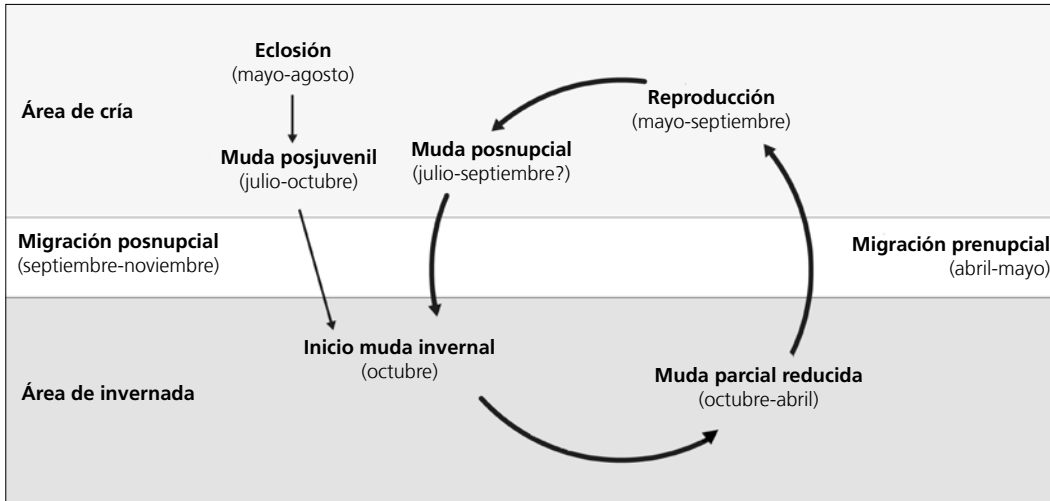 Eclosión
(mayo-agosto)
Área de cría
Reproducción
(mayo-septiembre)
Muda posjuvenil
(julio-octubre)
Muda posnupcial
(julio-septiembre?)
Migración posnupcial
(septiembre-noviembre)
Migración prenupcial
(abril-mayo)
Inicio muda invernal
(octubre)
Muda parcial reducida
(octubre-abril)
Área de invernada